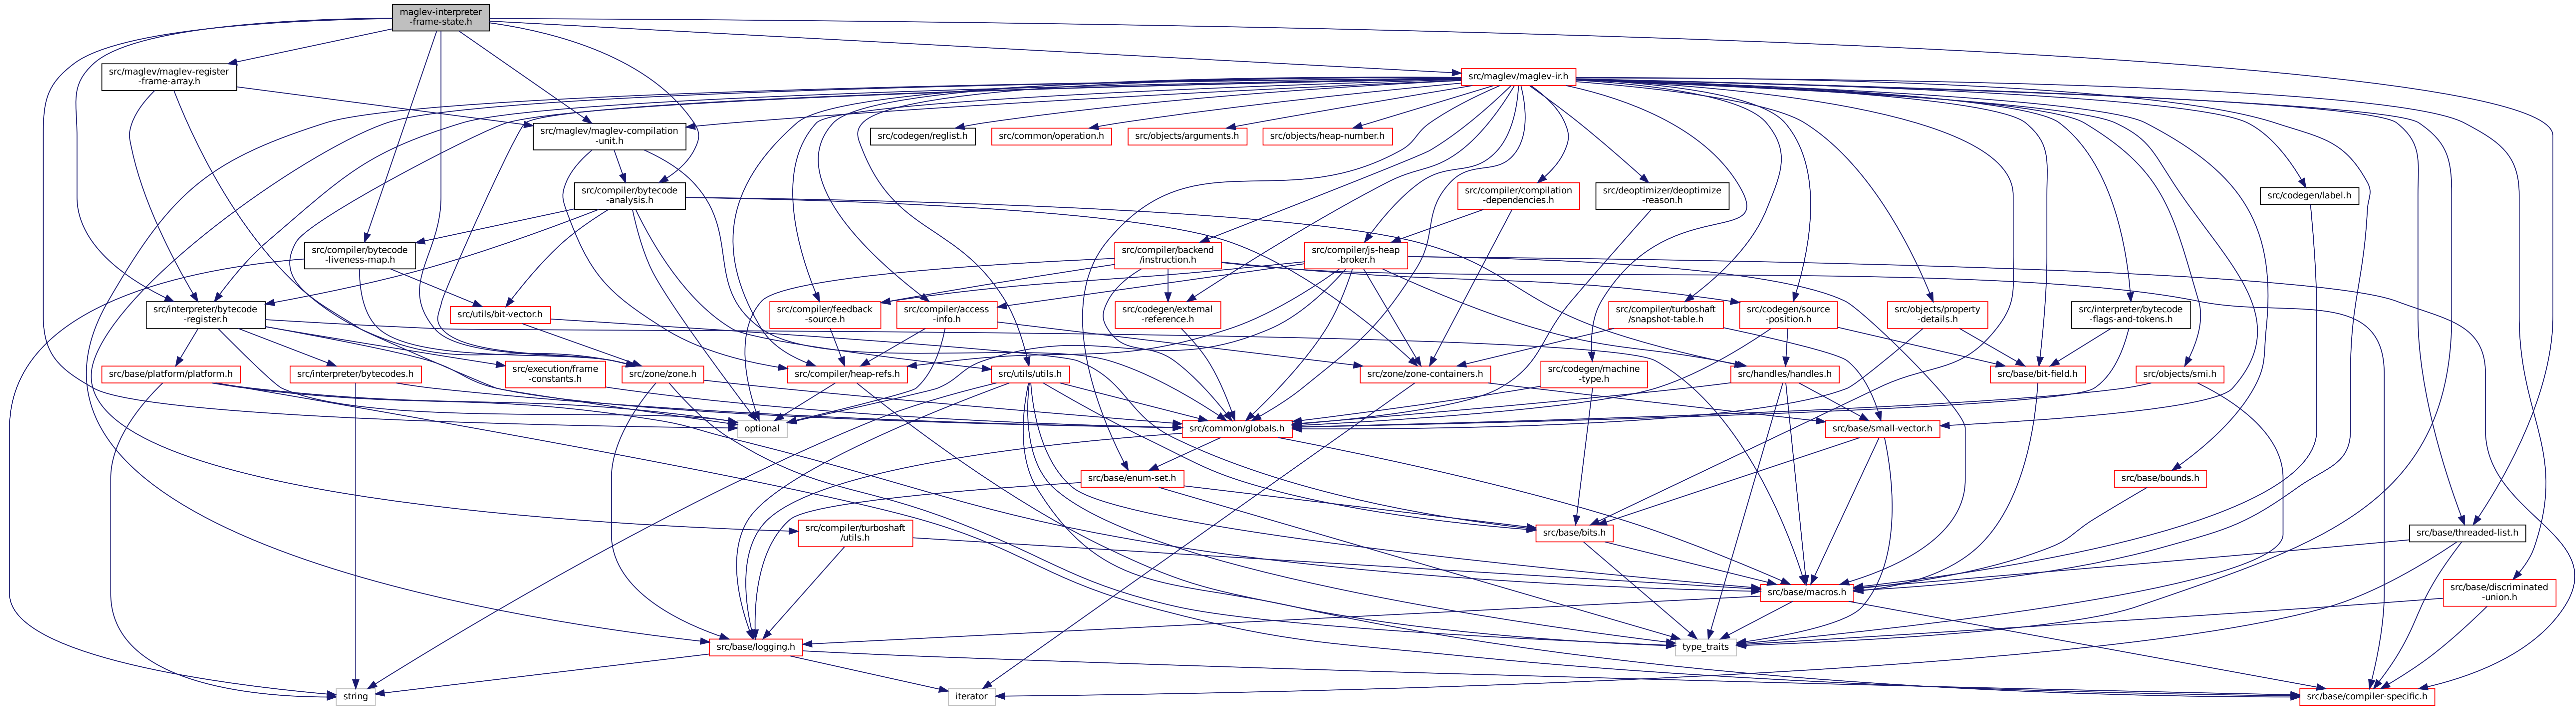 maglev-interpreter
-frame-state.h
src/maglev/maglev-register
-frame-array.h
src/maglev/maglev-ir.h
src/maglev/maglev-compilation
-unit.h
src/codegen/reglist.h
src/common/operation.h
src/objects/arguments.h
src/objects/heap-number.h
src/compiler/bytecode
-analysis.h
src/compiler/compilation
-dependencies.h
src/deoptimizer/deoptimize
-reason.h
src/codegen/label.h
src/compiler/bytecode
-liveness-map.h
src/compiler/backend
/instruction.h
src/compiler/js-heap
-broker.h
src/interpreter/bytecode
-register.h
src/utils/bit-vector.h
src/compiler/feedback
-source.h
src/compiler/access
-info.h
src/codegen/external
-reference.h
src/compiler/turboshaft
/snapshot-table.h
src/codegen/source
-position.h
src/objects/property
-details.h
src/interpreter/bytecode
-flags-and-tokens.h
src/base/platform/platform.h
src/interpreter/bytecodes.h
src/execution/frame
-constants.h
src/zone/zone.h
src/compiler/heap-refs.h
src/utils/utils.h
src/zone/zone-containers.h
src/codegen/machine
-type.h
src/handles/handles.h
src/base/bit-field.h
src/objects/smi.h
optional
src/common/globals.h
src/base/small-vector.h
src/base/enum-set.h
src/base/bounds.h
src/compiler/turboshaft
/utils.h
src/base/bits.h
src/base/threaded-list.h
src/base/macros.h
src/base/discriminated
-union.h
src/base/logging.h
type_traits
string
iterator
src/base/compiler-specific.h